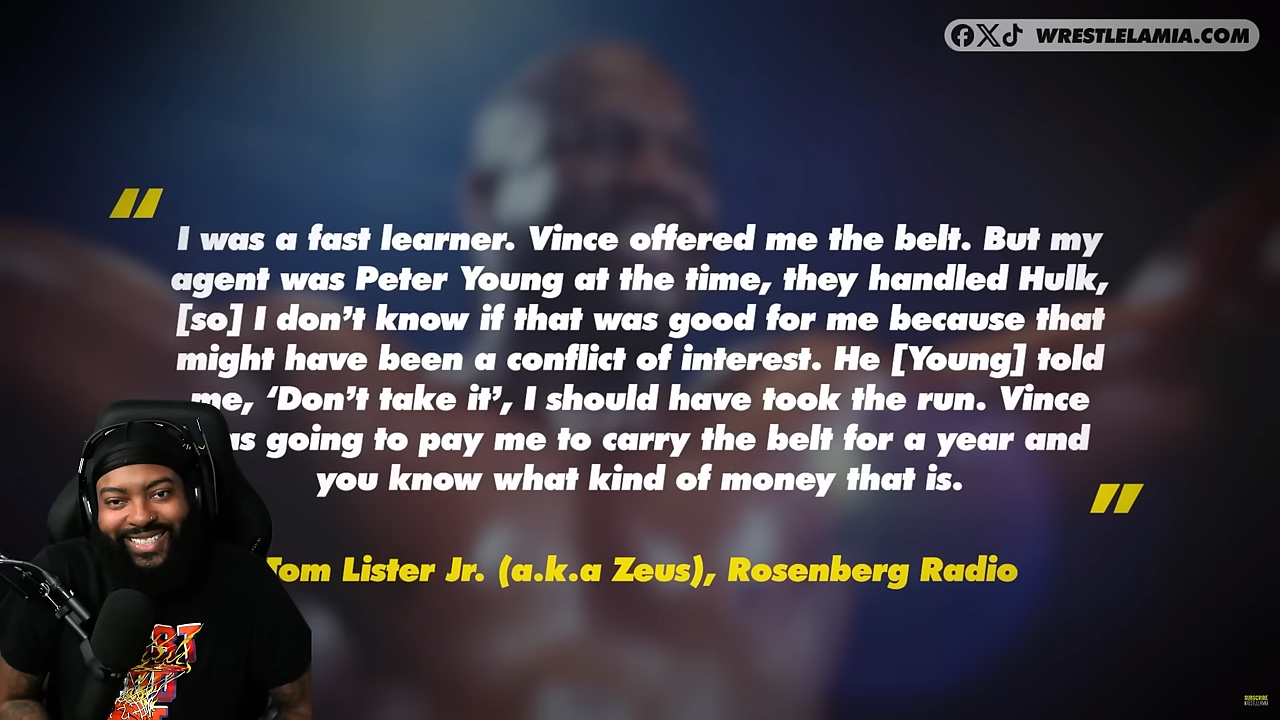 WRESTLELAMIA.COM
"
I was a fast learner. Vince offered me the belt. But my
agent was Peter Young at the time, they handled Hulk,
[so] I don’t know if that was good for me because that
might have been a conflict of interest. He [Young] told
me, ‘Don’t take it’, I should have took the run. Vince
as going to pay me to carry the belt for a year and
you know what kind of money that is.
"
Tom Lister Jr. (a.k.a Zeus), Rosenberg Radio
SUBSCRIBE
WRESTLELAMIA